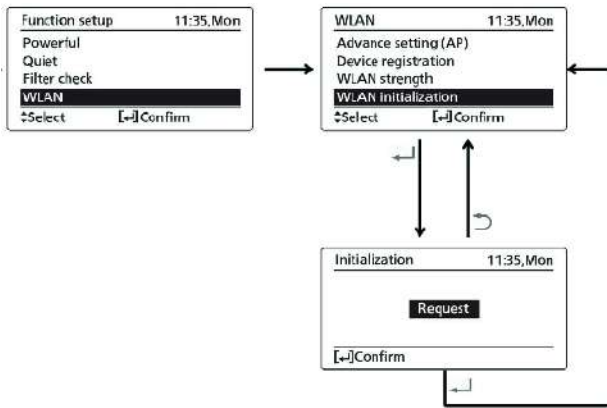 Function setup 11:35,Mon
Powerful
Quiet
Filter check
WLAN
Select [↵]Confirm
WLAN 11:35,Mon
Advance setting (AP)
Device registration
WLAN strength
WLAN initialization
Select [↵]Confirm
Initialization 11:35,Mon
Request
[↵]Confirm